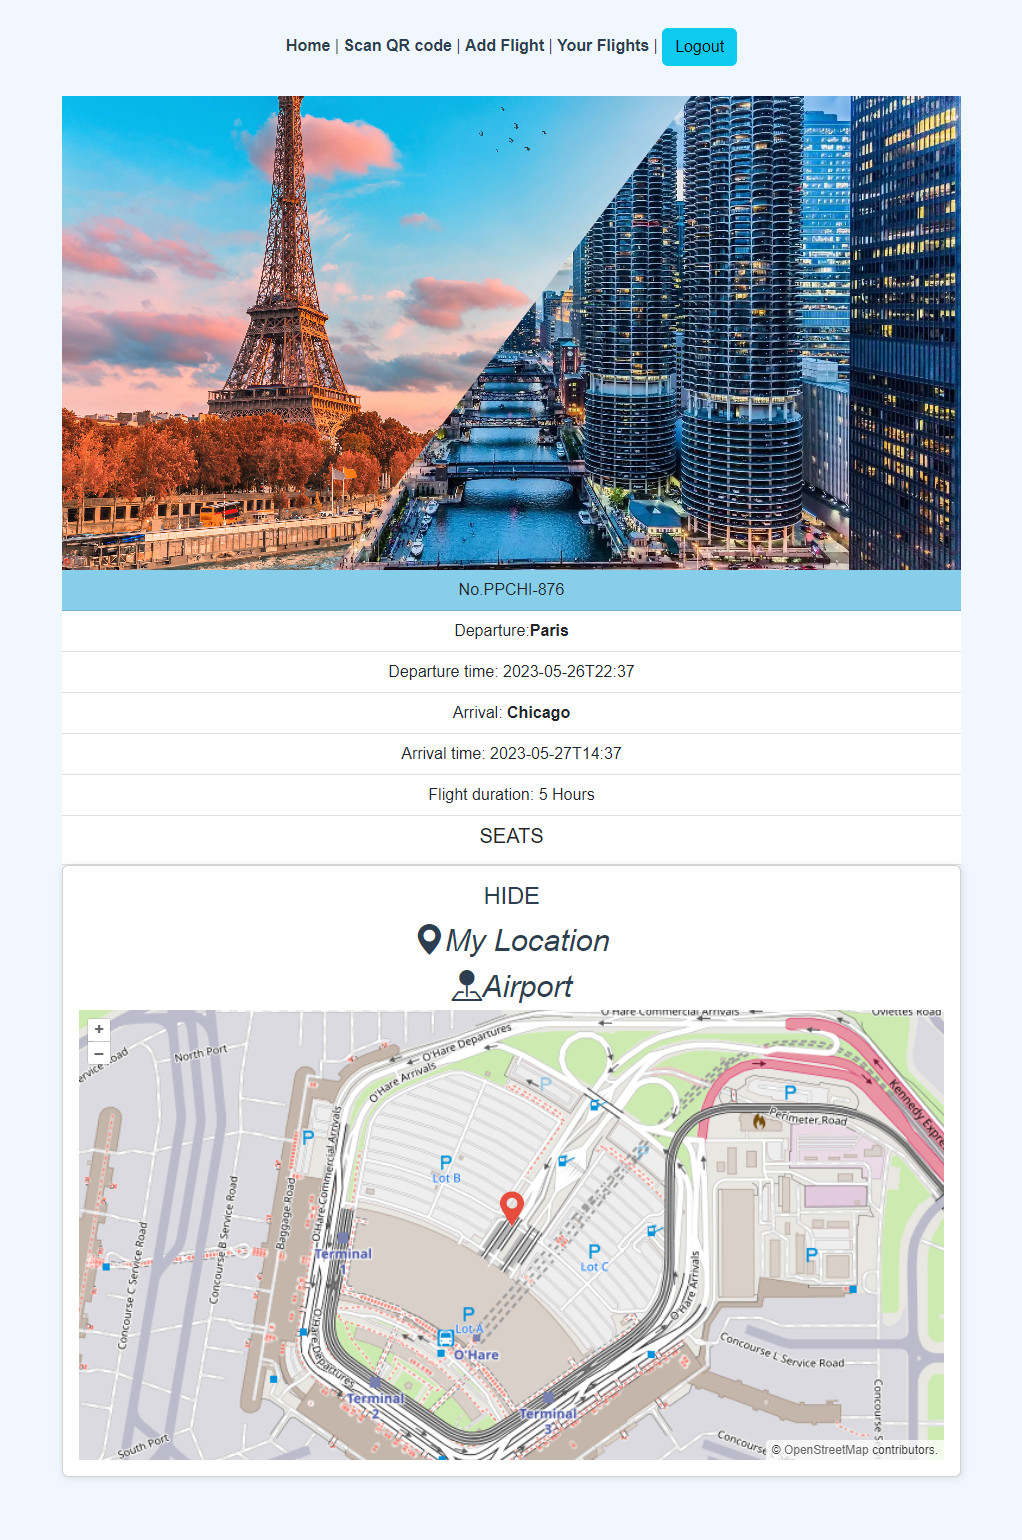 Home | Scan QR code | Add Flight | Your Flights | Logout
No.PPCHI-876
Departure:Paris
Departure time: 2023-05-26T22:37
Arrival: Chicago
Arrival time: 2023-05-27T14:37
Flight duration: 5 Hours
SEATS
HIDE
My Location
Airport
O'Hare Commercial Arrivals
Oviettes Road
+
−
North Port
O'Hare Departures
O'Hare Arrivals
Kennedy Expre
P
P
Perimeter Road
P
O'Hare Commercial Arrivals
P
Lot B
Baggage Road
Concourse B Service Road
Concourse C Service Road
Terminal
1
P
Lot C
P
O'Hare Arrivals
P
Lot A
O'Hare
O'Hare Departures
Concourse L Service Road
Terminal
2
Terminal
3
Concourse S
South Port
Concourse
© OpenStreetMap contributors.